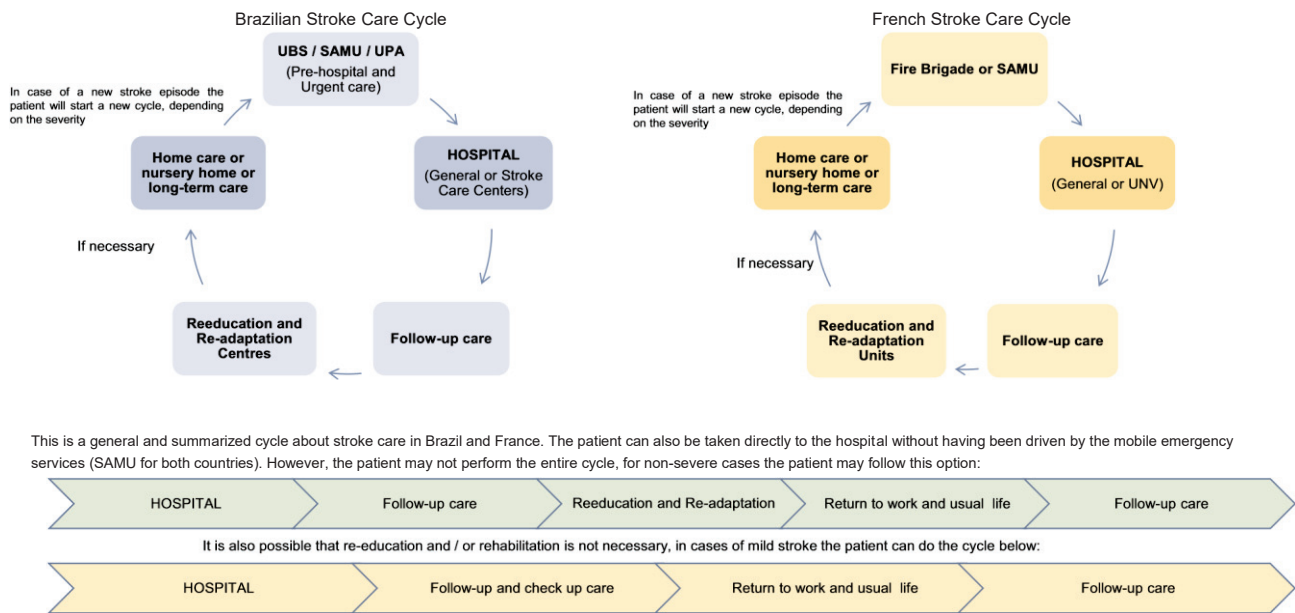 Brazilian Stroke Care Cycle
UBS / SAMU / UPA
(Pre-hospital and
Urgent care)
In case of a new stroke episode the
patient will start a new cycle, depending
on the severity
Home care or
nursery home or
long-term care
HOSPITAL
(General or Stroke
Care Centers)
If necessary
Reeducation and
Re-adaptation
Centres
Follow-up care
French Stroke Care Cycle
Fire Brigade or SAMU
In case of a new stroke episode the
patient will start a new cycle, depending
on the severity
Home care or
nursery home or
long-term care
HOSPITAL
(General or UNV)
If necessary
Reeducation and
Re-adaptation
Units
Follow-up care
This is a general and summarized cycle about stroke care in Brazil and France. The patient can also be taken directly to the hospital without having been driven by the mobile emergency
services (SAMU for both countries). However, the patient may not perform the entire cycle, for non-severe cases the patient may follow this option:
HOSPITAL
Follow-up care
Reeducation and Re-adaptation
Return to work and usual life
Follow-up care
It is also possible that re-education and / or rehabilitation is not necessary, in cases of mild stroke the patient can do the cycle below:
HOSPITAL
Follow-up and check up care
Return to work and usual life
Follow-up care